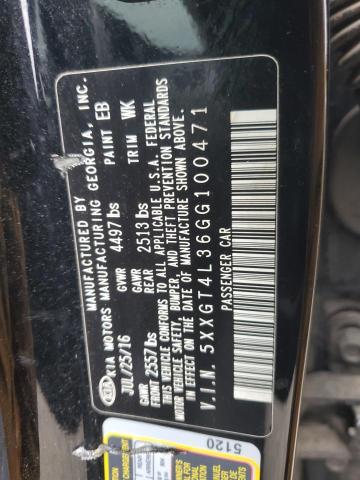 MANUFACTURED BY
KIA KIA MOTORS MANUFACTURING GEORGIA, INC.
JUL/25/16 PAINT EB
GVWR 4497 lbs TRIM WK
GAWR FRONT 2557 lbs GAWR REAR 2513 lbs
THIS VEHICLE CONFORMS TO ALL APPLICABLE U.S.A. FEDERAL
MOTOR VEHICLE SAFETY, BUMPER, AND THEFT PREVENTION STANDARDS
IN EFFECT ON THE DATE OF MANUFACTURE SHOWN ABOVE.
V.I.N. 5XXGT4L36GG100471
PASSENGER CAR
5120